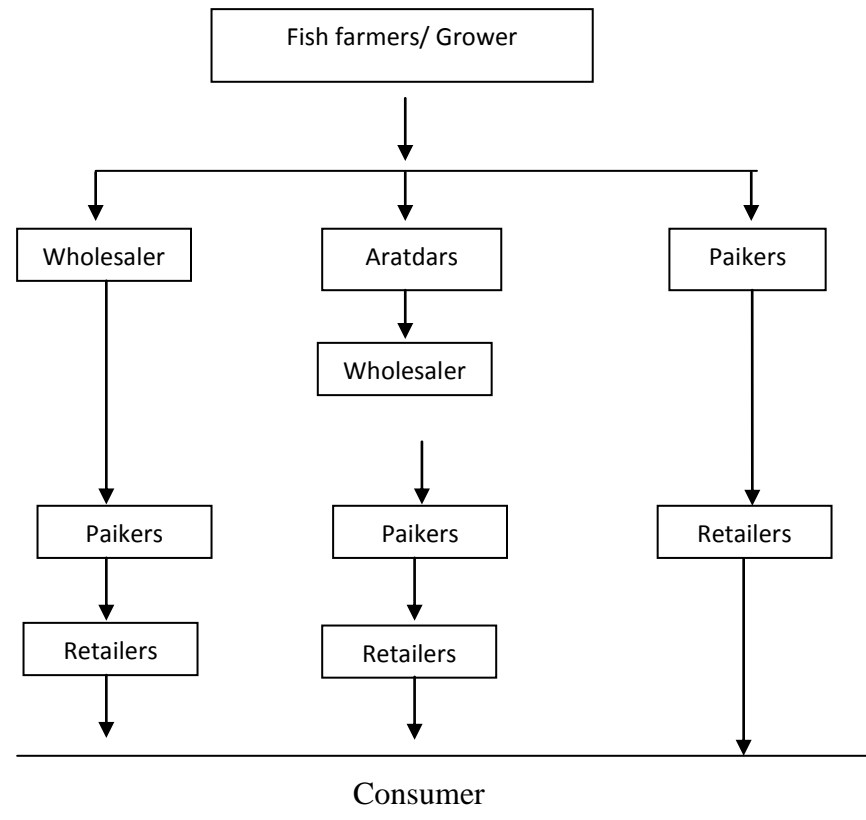 Fish farmers/ Grower
Wholesaler
Aratdars
Paikers
Wholesaler
Paikers
Paikers
Retailers
Retailers
Retailers
Consumer